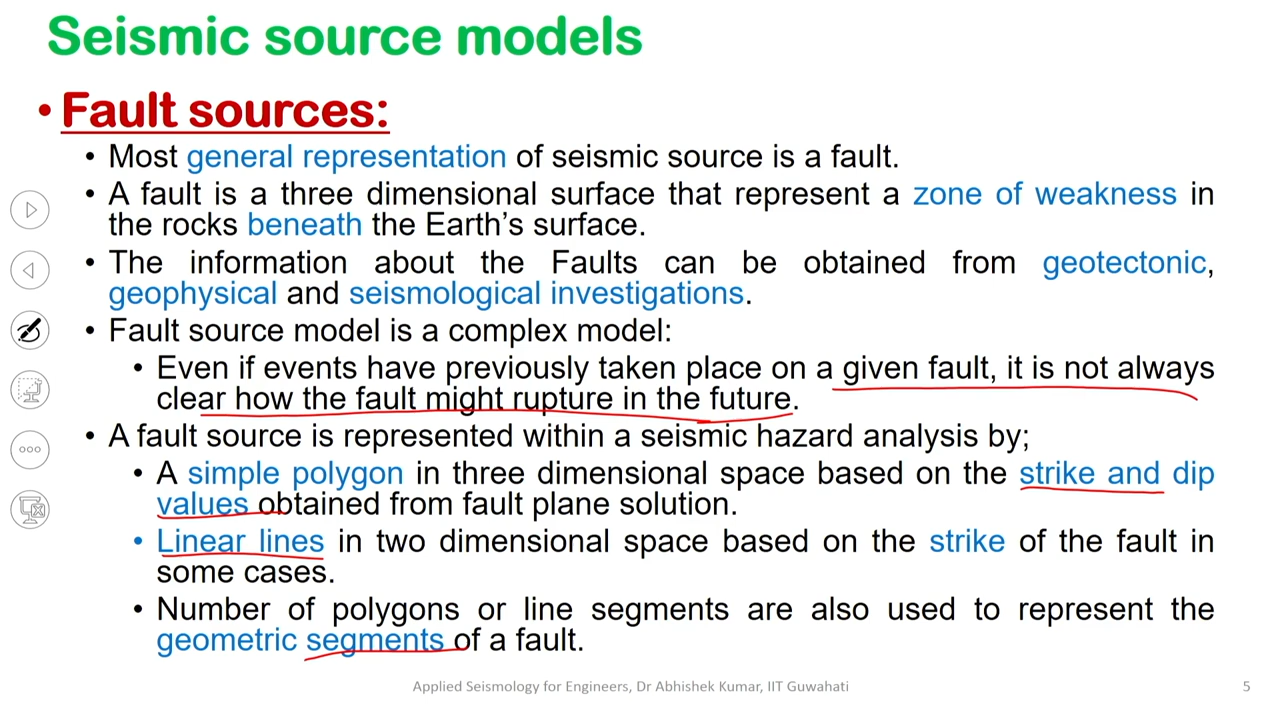 Seismic source models
• Fault sources:
• Most general representation of seismic source is a fault.
• A fault is a three dimensional surface that represent a zone of weakness in
the rocks beneath the Earth's surface.
• The information about the Faults can be obtained from geotectonic,
geophysical and seismological investigations.
• Fault source model is a complex model:
• Even if events have previously taken place on a given fault, it is not always
clear how the fault might rupture in the future.
• A fault source is represented within a seismic hazard analysis by;
• A simple polygon in three dimensional space based on the strike and dip
values obtained from fault plane solution.
• Linear lines in two dimensional space based on the strike of the fault in
some cases.
• Number of polygons or line segments are also used to represent the
geometric segments of a fault.
Applied Seismology for Engineers, Dr Abhishek Kumar, IIT Guwahati
5